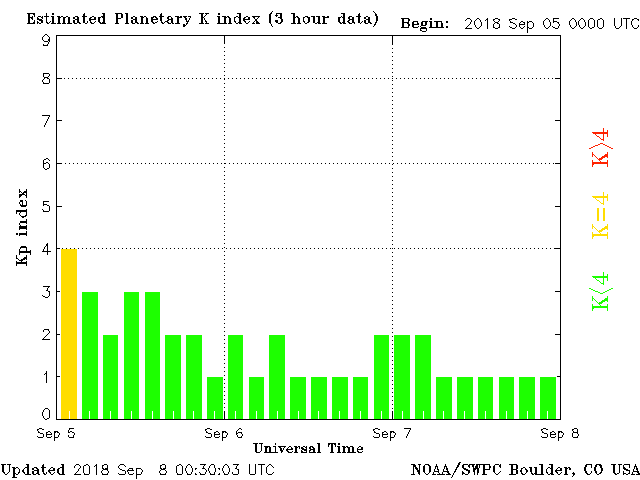 Estimated Planetary K index (3 hour data) Begin: 2018 Sep 05 0000 UTC
9
8
7
6
5
4
3
2
1
0
Kp index
K>4
K=4
K<4
Sep 5 Sep 6 Sep 7 Sep 8
Universal Time
Updated 2018 Sep 8 00:30:03 UTC NOAA/SWPC Boulder, CO USA